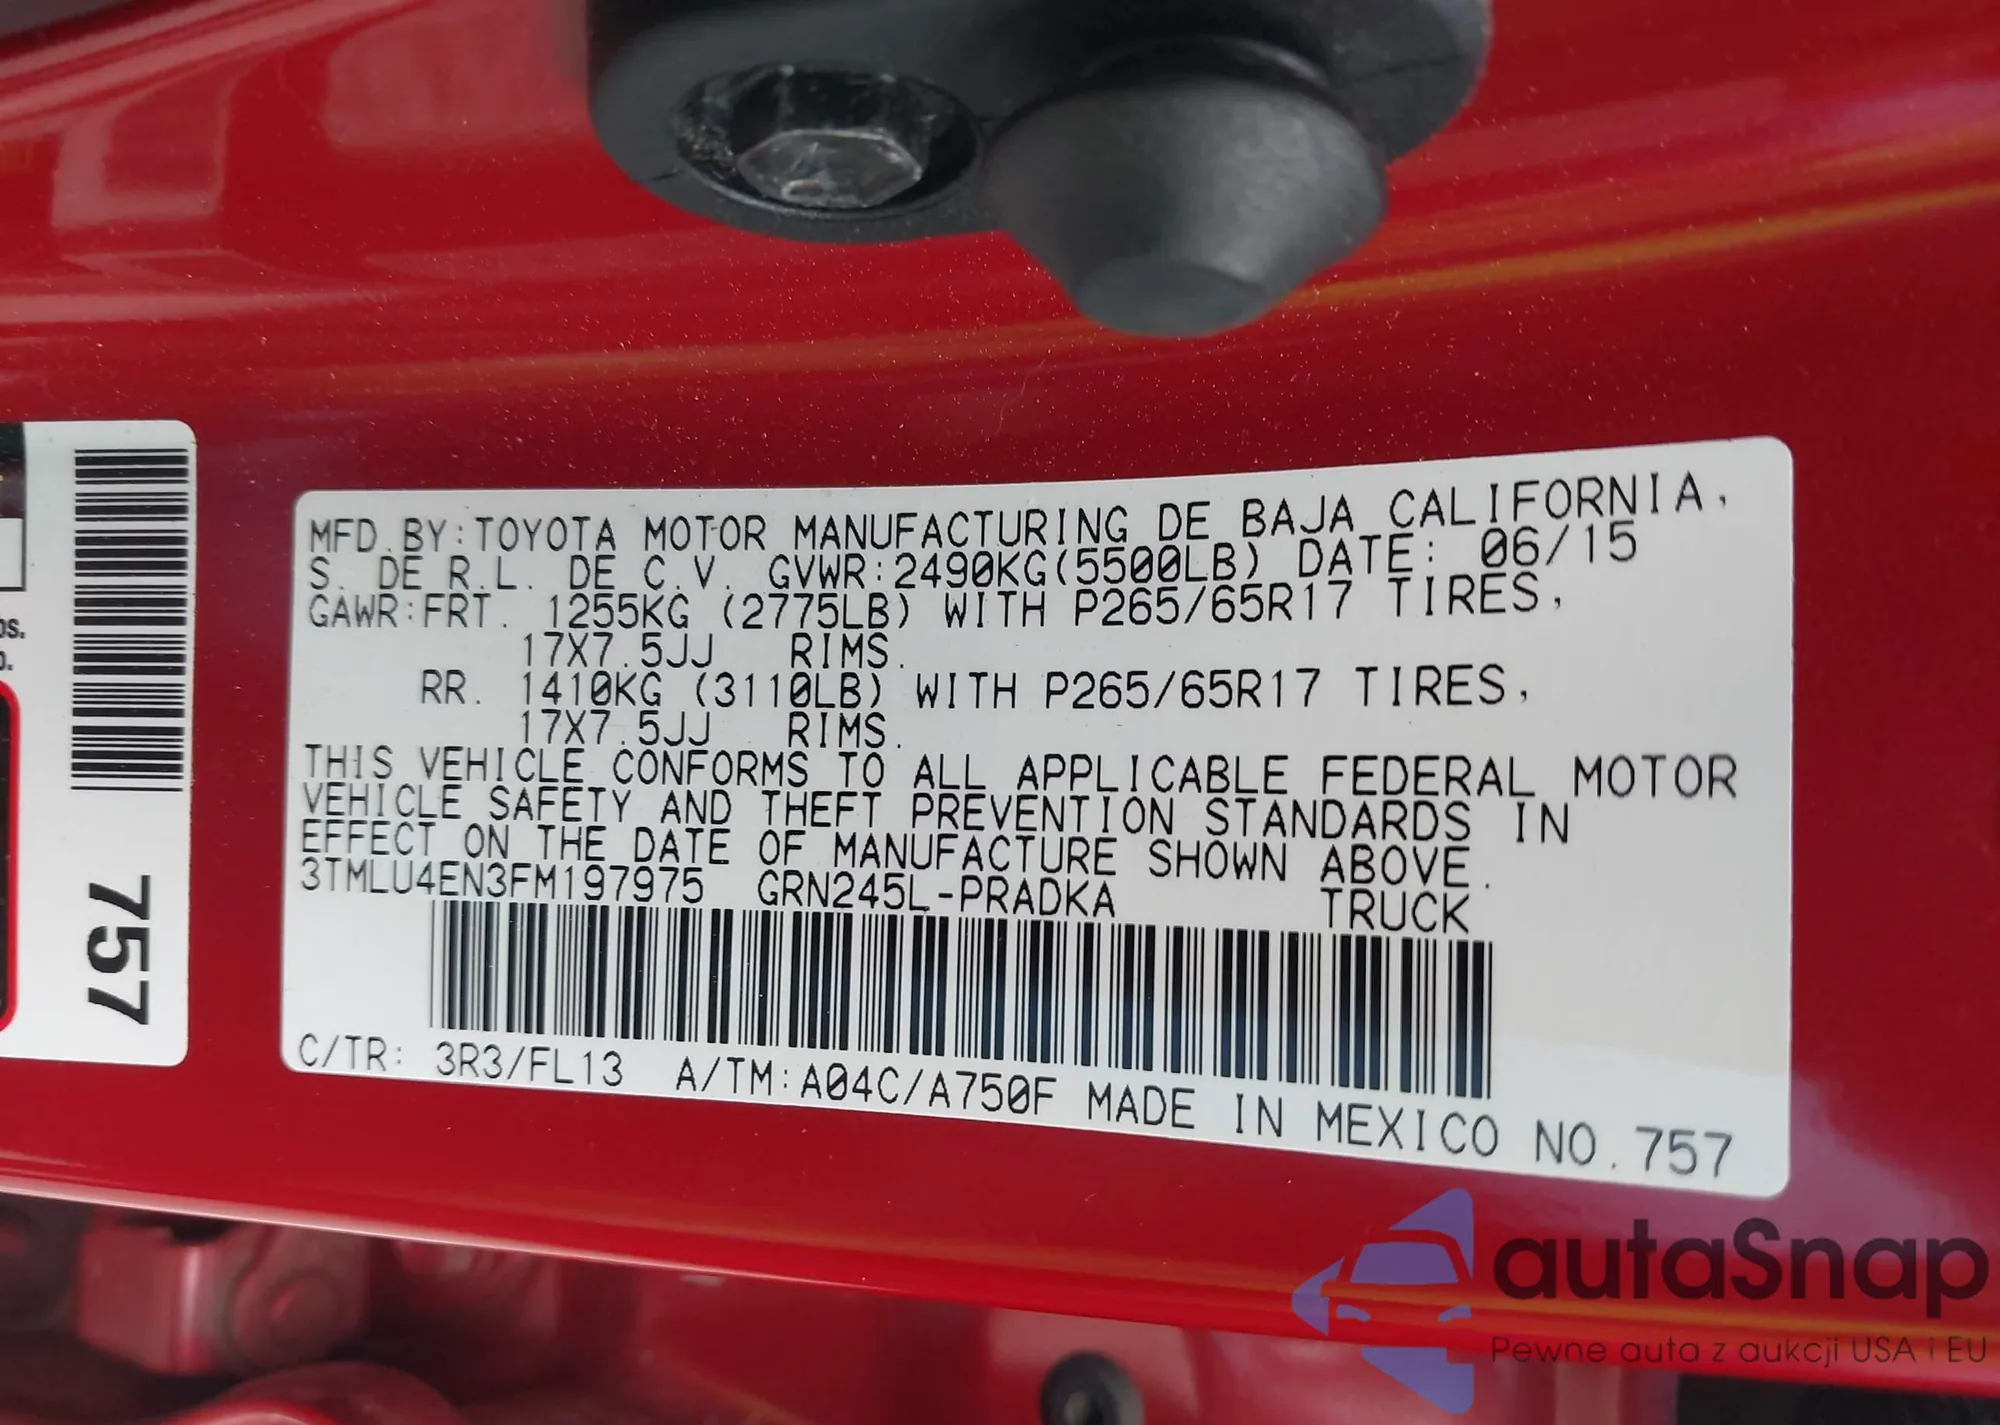 MFD.BY:TOYOTA MOTOR MANUFACTURING DE BAJA CALIFORNIA,
S. DE R.L. DE C.V. GVWR:2490KG(5500LB) DATE: 06/15
GAWR:FRT. 1255KG (2775LB) WITH P265/65R17 TIRES,
17X7.5JJ RIMS.
RR. 1410KG (3110LB) WITH P265/65R17 TIRES,
17X7.5JJ RIMS.
THIS VEHICLE CONFORMS TO ALL APPLICABLE FEDERAL MOTOR
VEHICLE SAFETY AND THEFT PREVENTION STANDARDS IN
EFFECT ON THE DATE OF MANUFACTURE SHOWN ABOVE.
3TMLU4EN3FM197975 GRN245L-PRADKA TRUCK
C/TR: 3R3/FL13 A/TM:A04C/A750F MADE IN MEXICO NO.757
757
autaSnap
Pewne auta z aukcji USA i EU